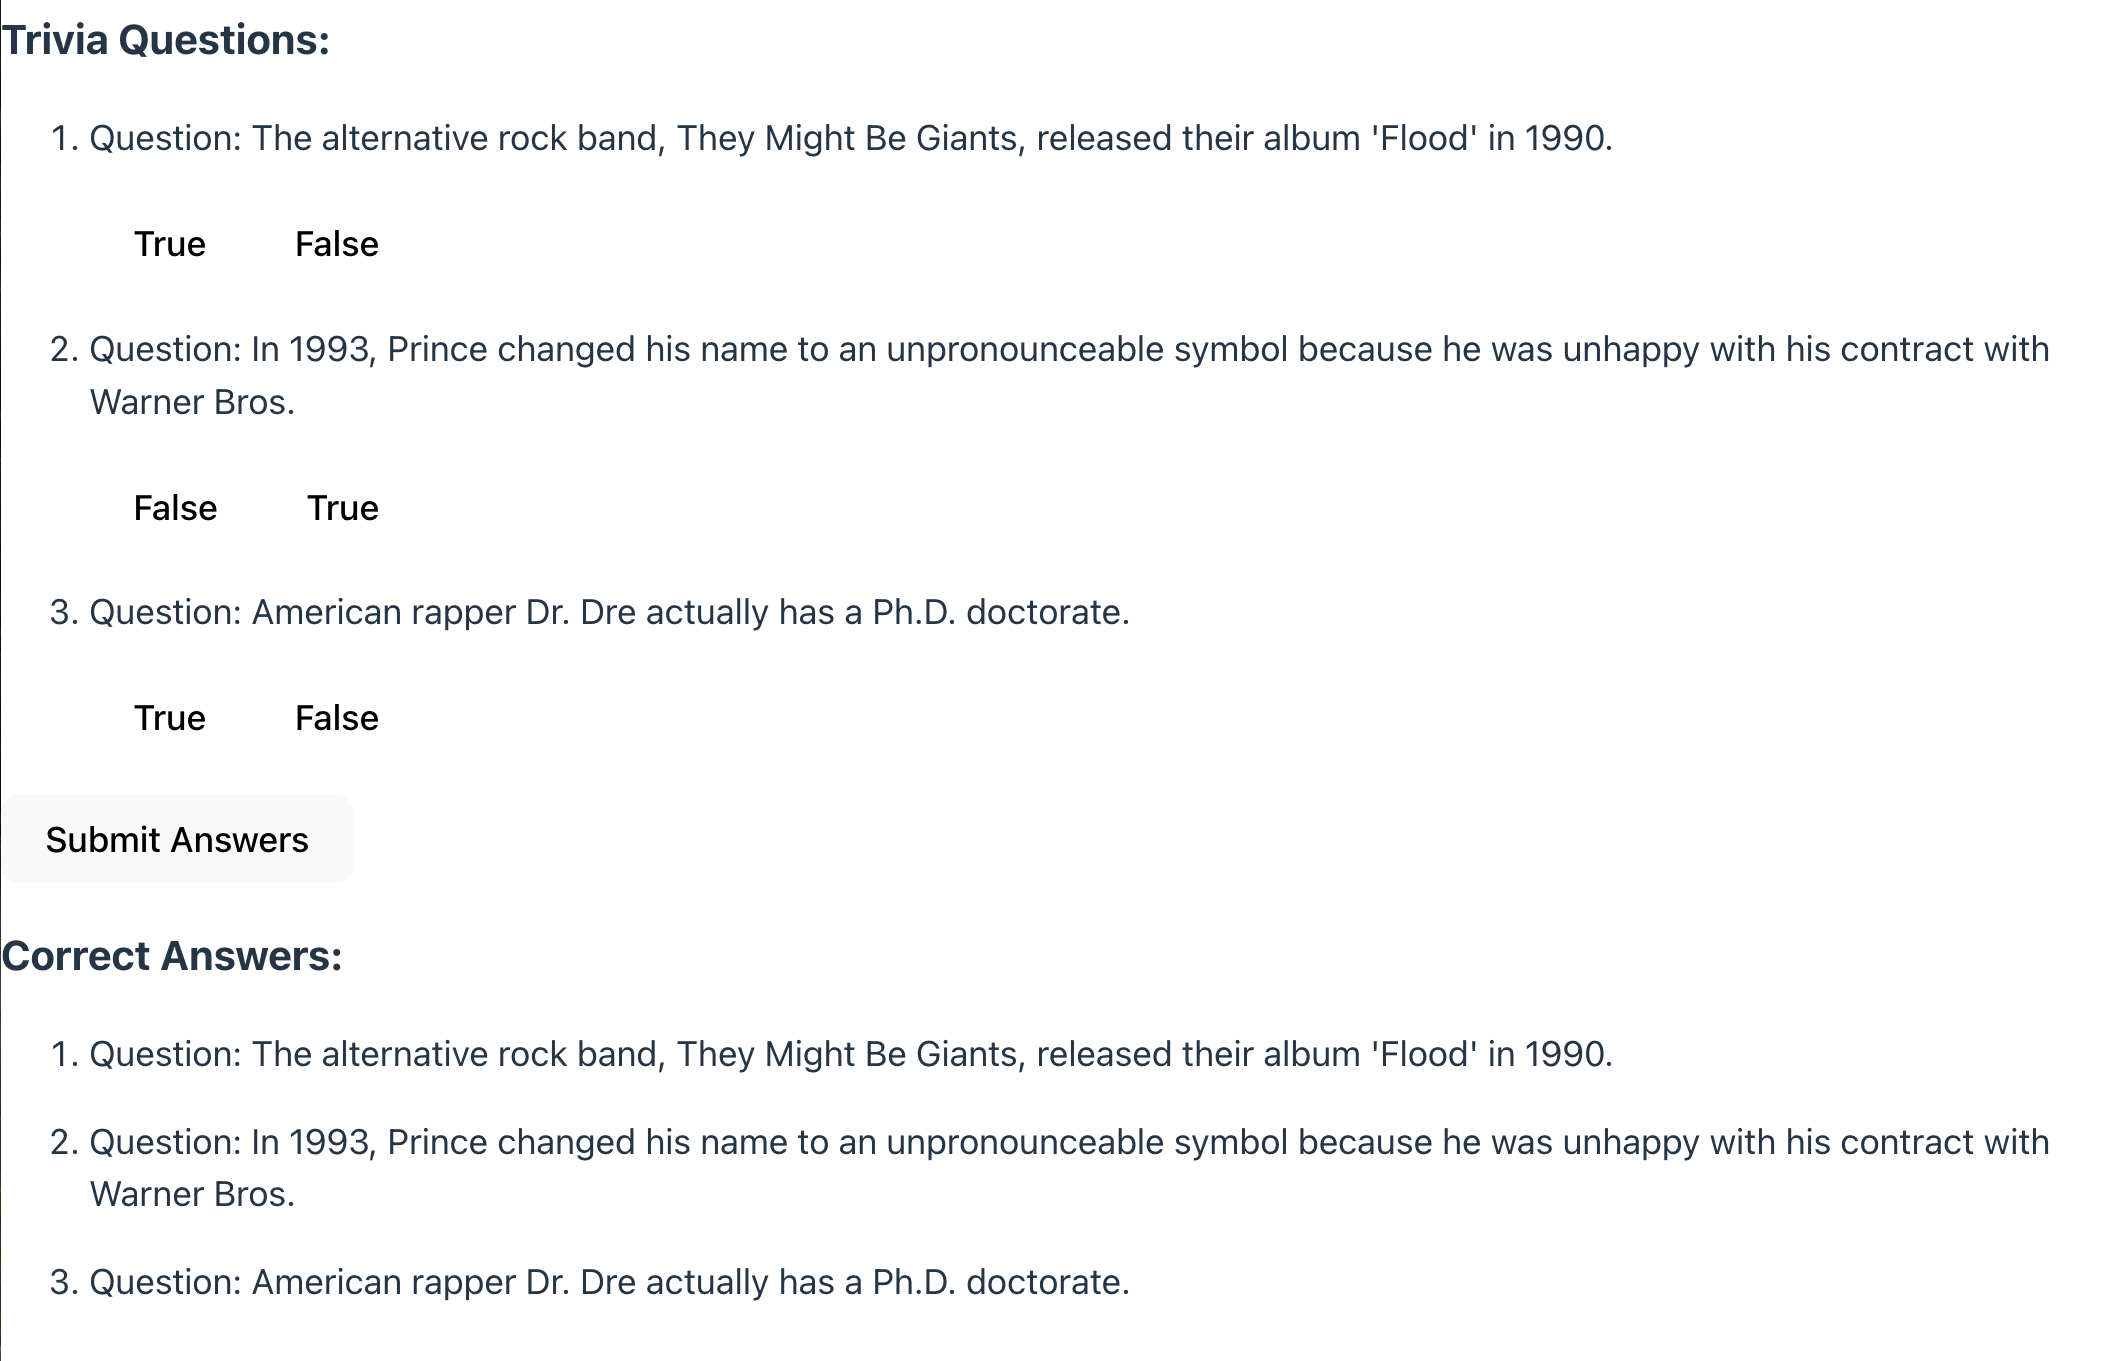 Trivia Questions:
1. Question: The alternative rock band, They Might Be Giants, released their album 'Flood' in 1990.
True False
2. Question: In 1993, Prince changed his name to an unpronounceable symbol because he was unhappy with his contract with
Warner Bros.
False True
3. Question: American rapper Dr. Dre actually has a Ph.D. doctorate.
True False
Submit Answers
Correct Answers:
1. Question: The alternative rock band, They Might Be Giants, released their album 'Flood' in 1990.
2. Question: In 1993, Prince changed his name to an unpronounceable symbol because he was unhappy with his contract with
Warner Bros.
3. Question: American rapper Dr. Dre actually has a Ph.D. doctorate.